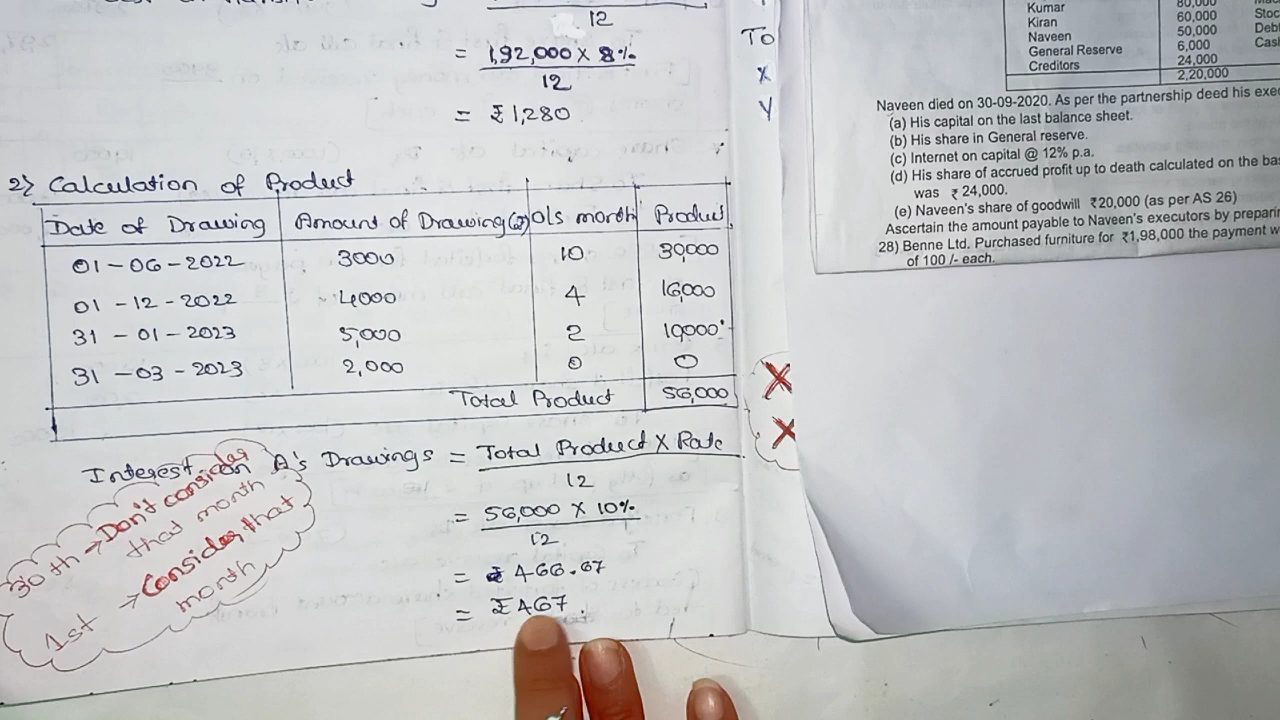 12
= 1,92,000 X 8%
12
= ₹1,280
2) Calculation of Product
Date of Drawing Amount of Drawing(₹) O/s month Product
01-06-2022 3000 10 30,000
01-12-2022 4000 4 16,000
31-01-2023 5,000 2 10,000
31-03-2023 2,000 0 0
Total Product 56,000
Interest on A's Drawings = Total Product X Rate
12
= 56,000 X 10%
12
= ₹ 466.67
= ₹467
30th → Don't consider
that month
1st → Consider that
month
To
X
Y
Kumar 80,000
Kiran 60,000 Stoc
Naveen 50,000 Deb
General Reserve 6,000 Cas
Creditors 24,000
2,20,000
Naveen died on 30-09-2020. As per the partnership deed his exe
(a) His capital on the last balance sheet.
(b) His share in General reserve.
(c) Internet on capital @ 12% p.a.
(d) His share of accrued profit up to death calculated on the ba
was ₹ 24,000.
(e) Naveen's share of goodwill ₹20,000 (as per AS 26)
Ascertain the amount payable to Naveen's executors by prepari
28) Benne Ltd. Purchased furniture for ₹1,98,000 the payment w
of 100 /- each.